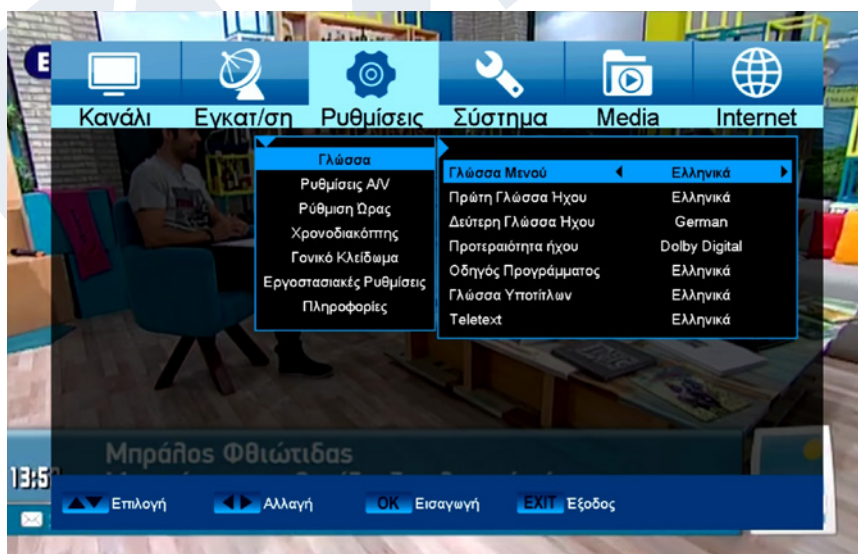 E
Κανάλι Εγκατ/ση Ρυθμίσεις Σύστημα Media Internet
Γλώσσα
Ρυθμίσεις A/V
Ρύθμιση Ώρας
Χρονοδιακόπτης
Γονικό Κλείδωμα
Εργοστασιακές Ρυθμίσεις
Πληροφορίες
Γλώσσα Μενού Ελληνικά
Πρώτη Γλώσσα Ήχου Ελληνικά
Δεύτερη Γλώσσα Ήχου German
Προτεραιότητα ήχου Dolby Digital
Οδηγός Προγράμματος Ελληνικά
Γλώσσα Υποτίτλων Ελληνικά
Teletext Ελληνικά
Μπράλος Φθιώτιδας
13:5
Επιλογή Αλλαγή OK Εισαγωγή EXIT Έξοδος